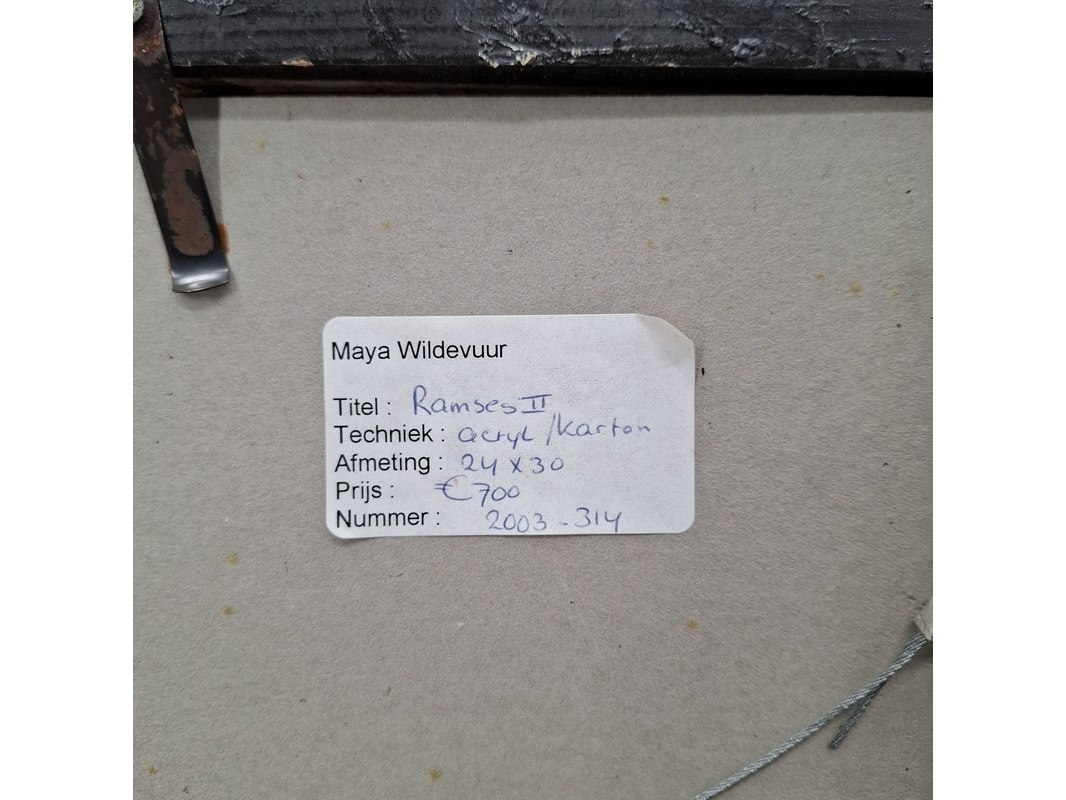 Maya Wildevuur
Titel : Ramses II
Techniek : acryl/karton
Afmeting : 24 x 30
Prijs : €700
Nummer : 2003-314